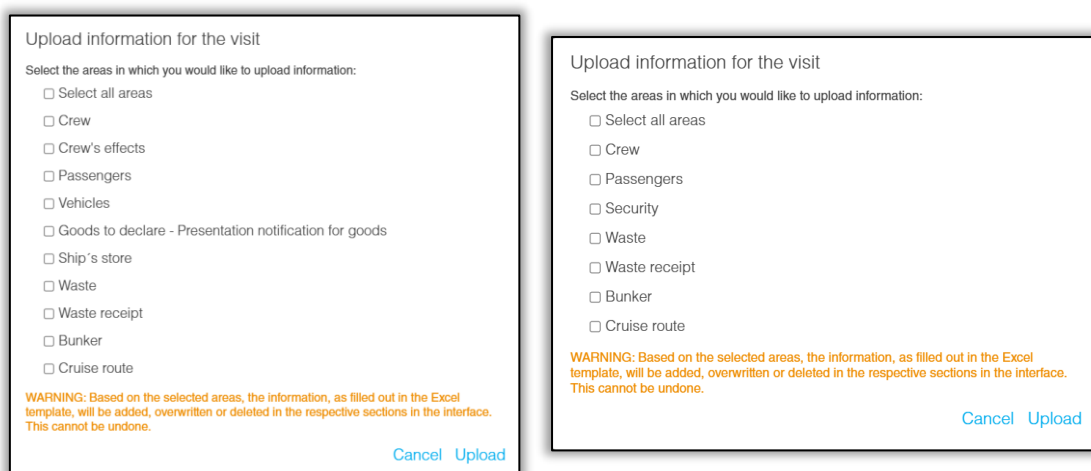 Upload information for the visit
Select the areas in which you would like to upload information:
Select all areas
Crew
Crew's effects
Passengers
Vehicles
Goods to declare - Presentation notification for goods
Ship´s store
Waste
Waste receipt
Bunker
Cruise route
WARNING: Based on the selected areas, the information, as filled out in the Excel
template, will be added, overwritten or deleted in the respective sections in the interface.
This cannot be undone.
Cancel Upload
Upload information for the visit
Select the areas in which you would like to upload information:
Select all areas
Crew
Passengers
Security
Waste
Waste receipt
Bunker
Cruise route
WARNING: Based on the selected areas, the information, as filled out in the Excel
template, will be added, overwritten or deleted in the respective sections in the interface.
This cannot be undone.
Cancel Upload